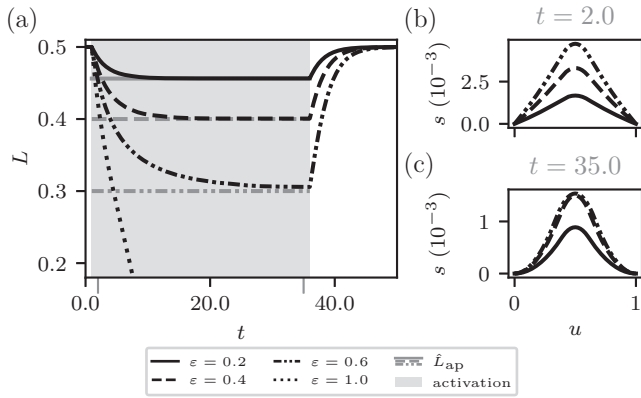 (a)
0.5
0.4
0.3
0.2
L
0.0
20.0
40.0
t
(b)
t = 2.0
2.5
0.0
s (10⁻³)
(c)
t = 35.0
1
0
s (10⁻³)
0
1
u
ε = 0.2
ε = 0.4
ε = 0.6
ε = 1.0
L̂ap
activation